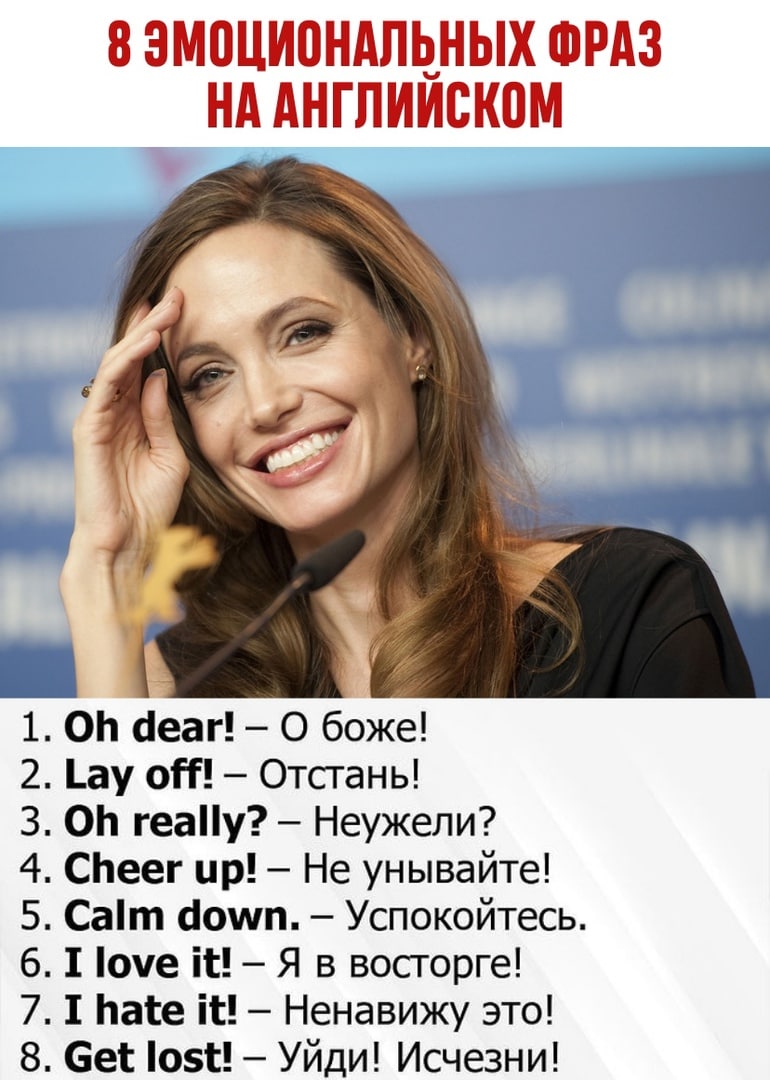 8 ЭМОЦИОНАЛЬНЫХ ФРАЗ
НА АНГЛИЙСКОМ
1. Oh dear! – О боже!
2. Lay off! – Отстань!
3. Oh really? – Неужели?
4. Cheer up! – Не унывайте!
5. Calm down. – Успокойтесь.
6. I love it! – Я в восторге!
7. I hate it! – Ненавижу это!
8. Get lost! – Уйди! Исчезни!